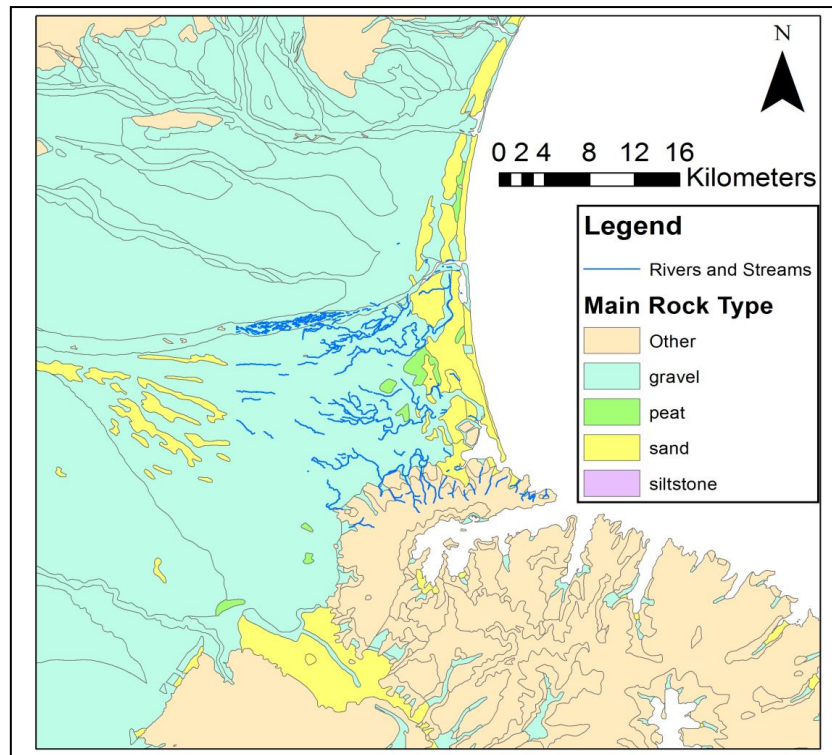 N
0 2 4 8 12 16
Kilometers
Legend
Rivers and Streams
Main Rock Type
Other
gravel
peat
sand
siltstone